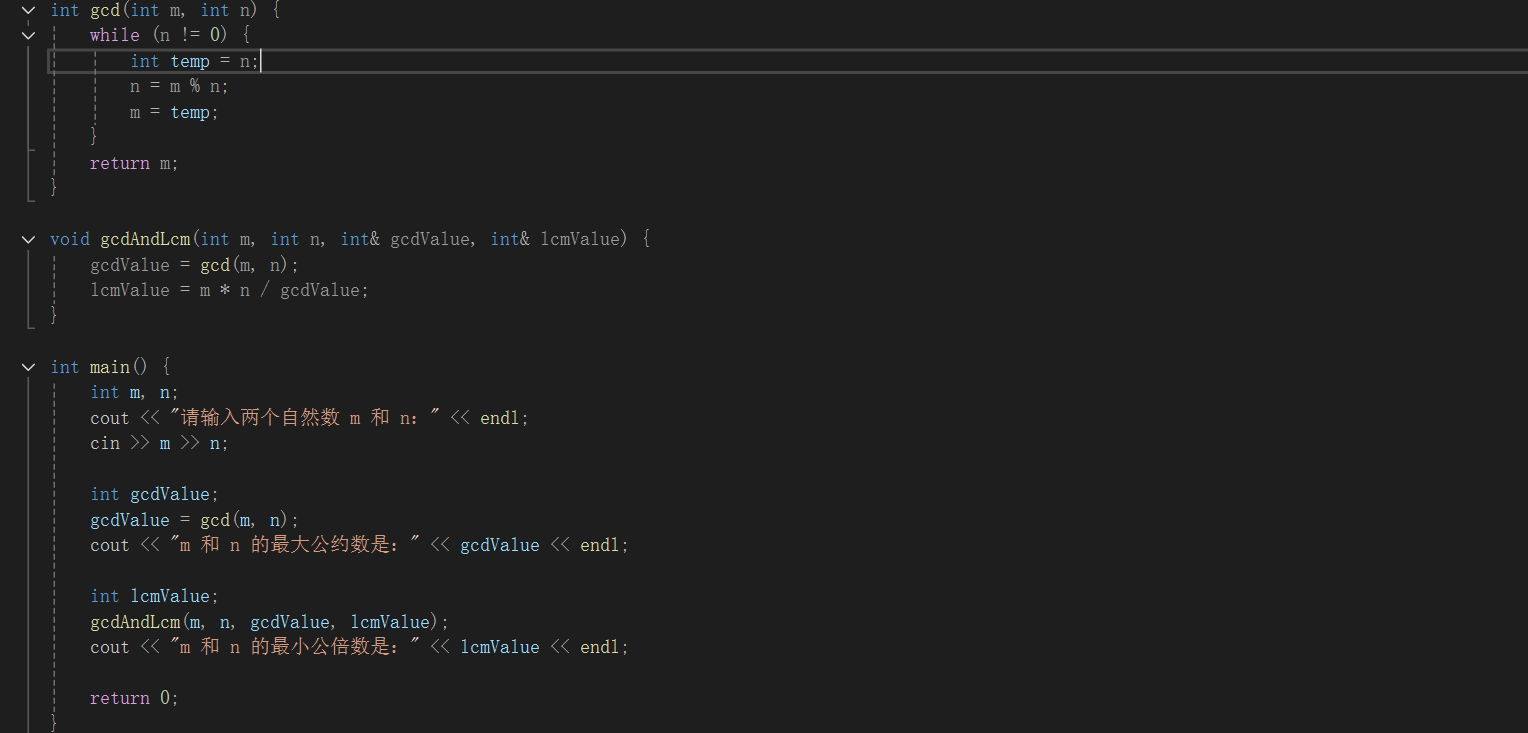 int gcd(int m, int n) {
    while (n != 0) {
        int temp = n;
        n = m % n;
        m = temp;
    }
    return m;
}
void gcdAndLcm(int m, int n, int& gcdValue, int& lcmValue) {
    gcdValue = gcd(m, n);
    lcmValue = m * n / gcdValue;
}
int main() {
    int m, n;
    cout << "请输入两个自然数 m 和 n：" << endl;
    cin >> m >> n;
    int gcdValue;
    gcdValue = gcd(m, n);
    cout << "m 和 n 的最大公约数是：" << gcdValue << endl;
    int lcmValue;
    gcdAndLcm(m, n, gcdValue, lcmValue);
    cout << "m 和 n 的最小公倍数是：" << lcmValue << endl;
    return 0;
}